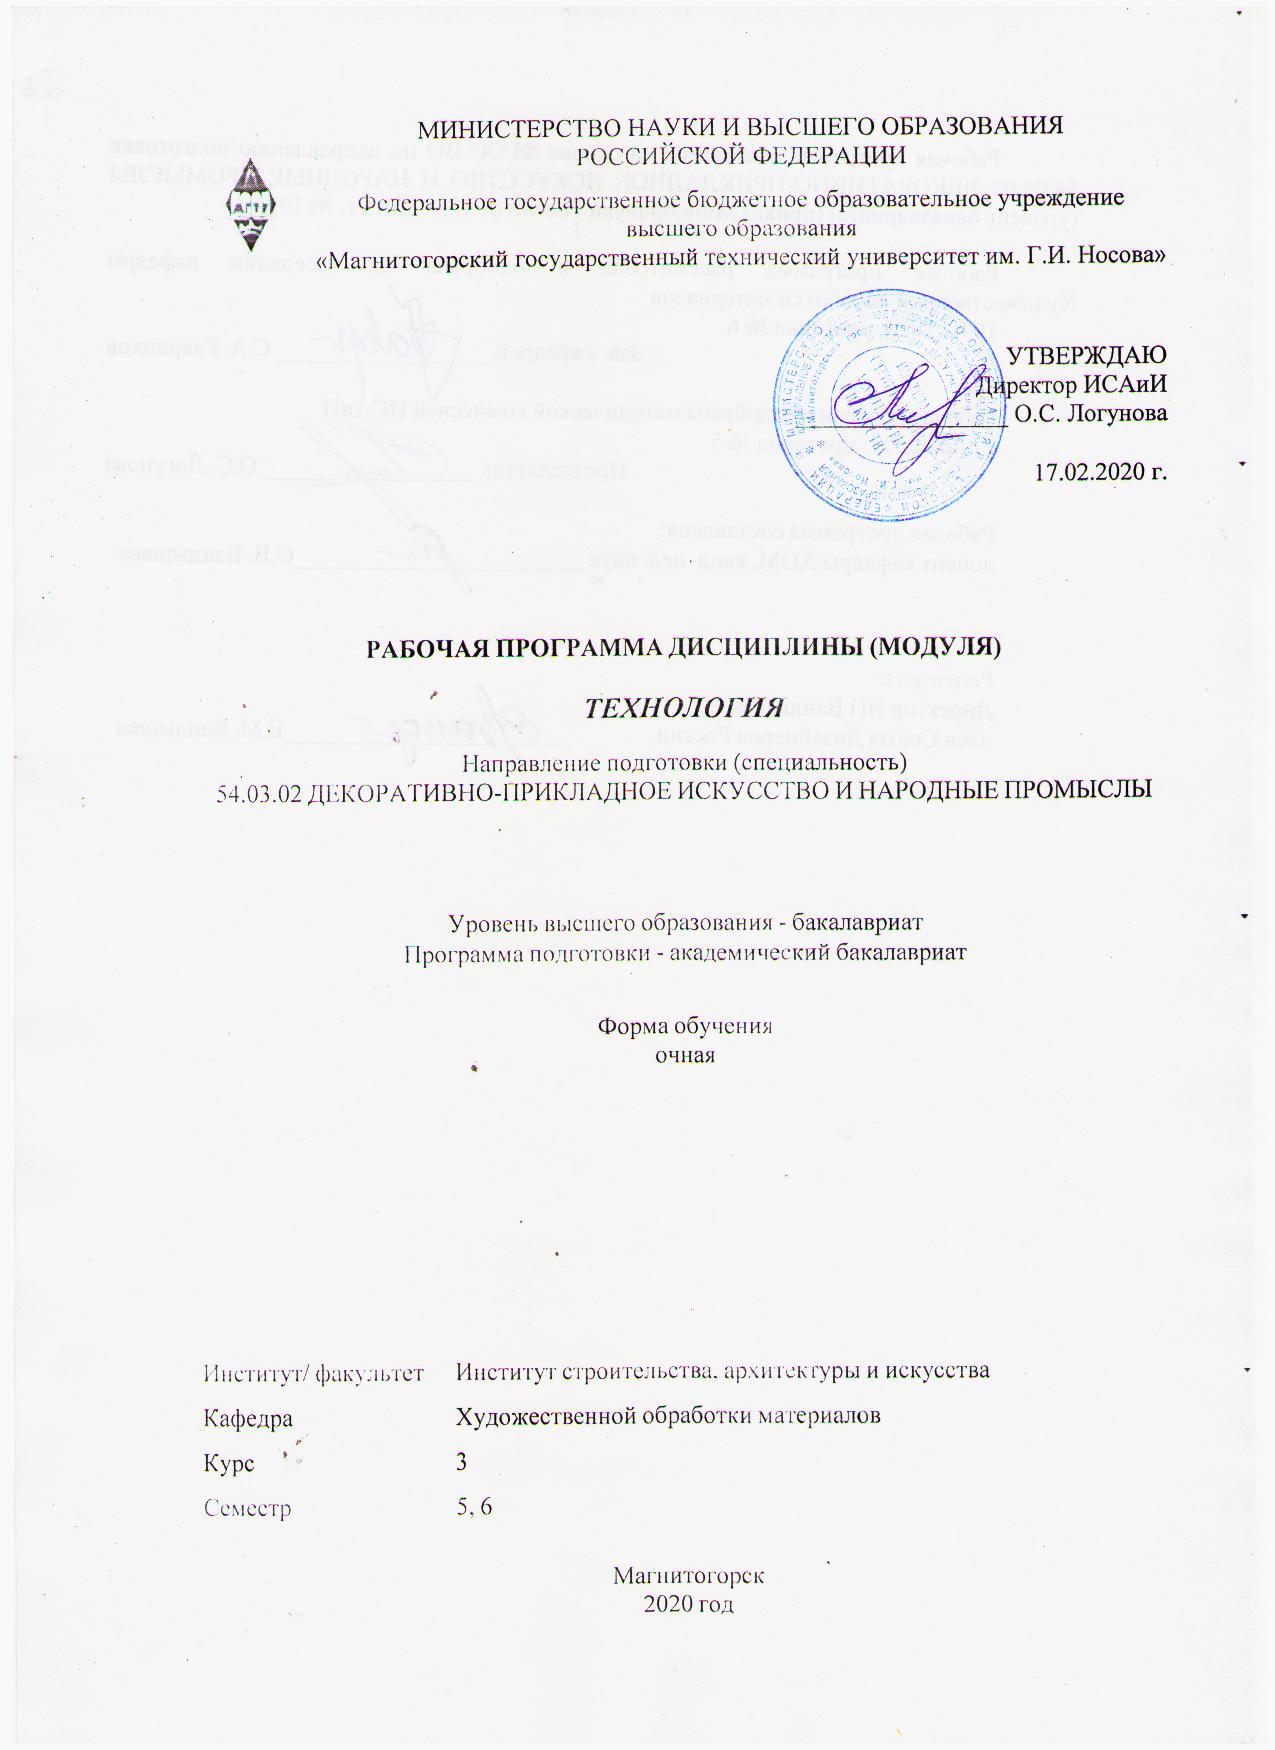 МИНИСТЕРСТВО НАУКИ И ВЫСШЕГО ОБРАЗОВАНИЯ
РОССИЙСКОЙ ФЕДЕРАЦИИ
Федеральное государственное бюджетное образовательное учреждение
высшего образования
«Магнитогорский государственный технический университет им. Г.И. Носова»
УТВЕРЖДАЮ
Директор ИСАиИ
О.С. Логунова
17.02.2020 г.
РАБОЧАЯ ПРОГРАММА ДИСЦИПЛИНЫ (МОДУЛЯ)
ТЕХНОЛОГИЯ
Направление подготовки (специальность)
54.03.02 ДЕКОРАТИВНО-ПРИКЛАДНОЕ ИСКУССТВО И НАРОДНЫЕ ПРОМЫСЛЫ
Уровень высшего образования - бакалавриат
Программа подготовки - академический бакалавриат
Форма обучения
очная
Институт/ факультет Институт строительства, архитектуры и искусства
Кафедра Художественной обработки материалов
Курс 3
Семестр 5, 6
Магнитогорск
2020 год